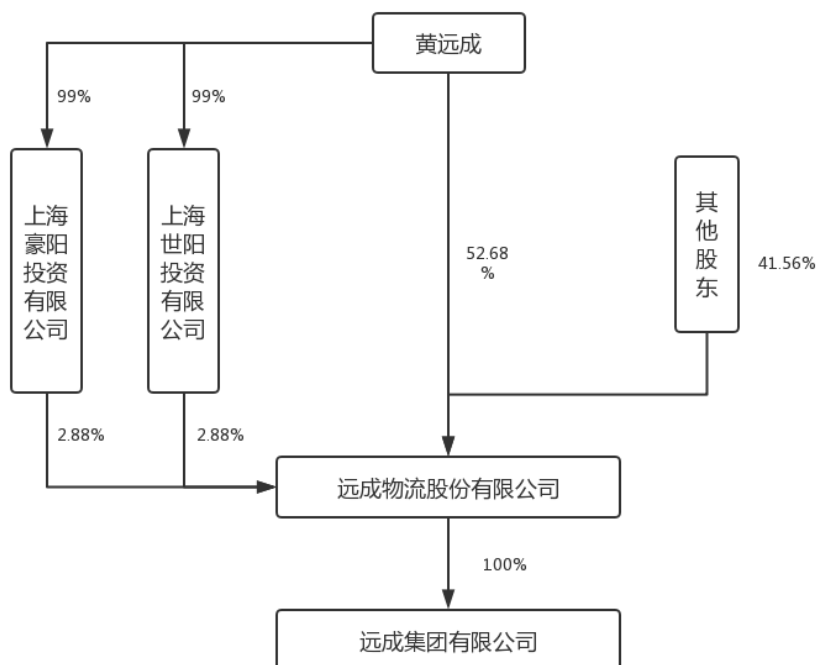 黄远成
99%
99%
上海
豪阳
投资
有限
公司
上海
世阳
投资
有限
公司
其
他
股
东
52.68
%
41.56%
2.88%
2.88%
远成物流股份有限公司
100%
远成集团有限公司